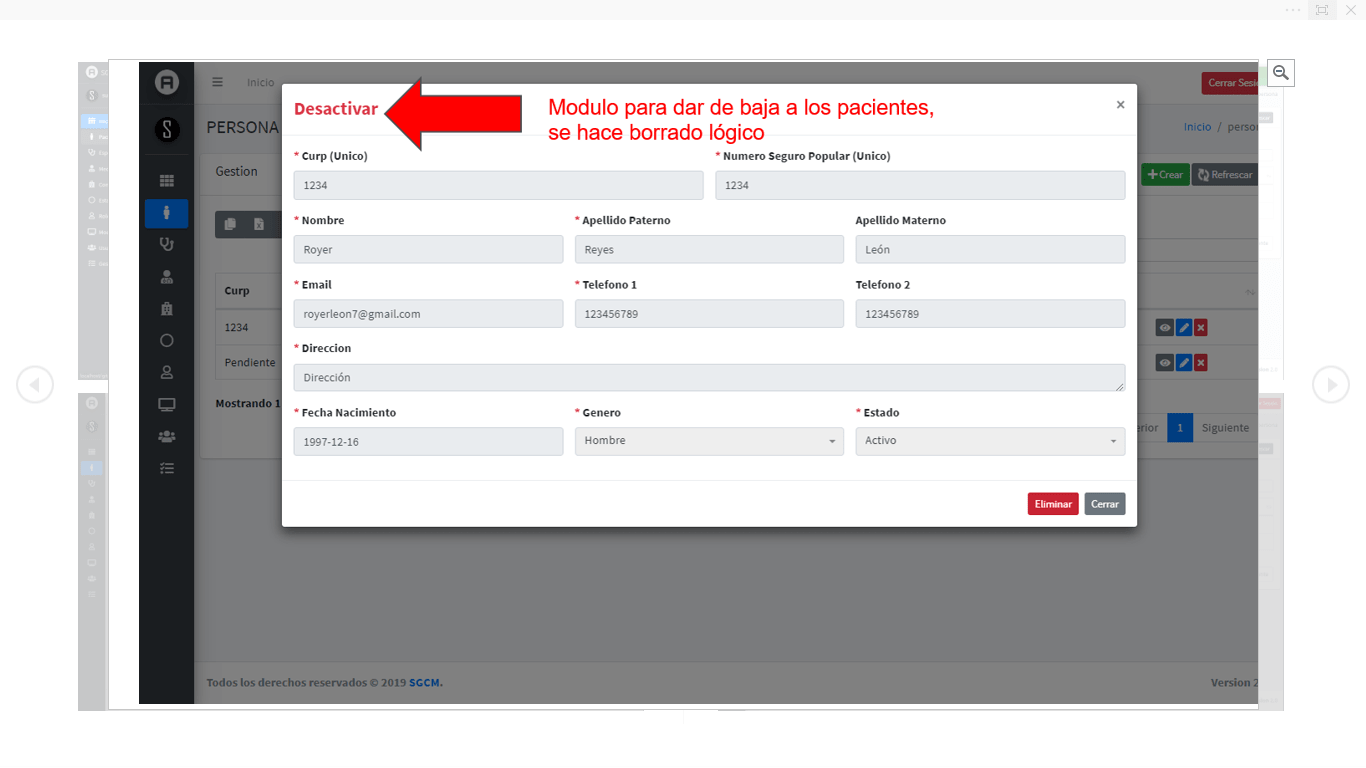 Inicio
Cerrar Sesi
Desactivar
×
Modulo para dar de baja a los pacientes,
se hace borrado lógico
PERSONA
Inicio / person
Gestion
Crear
Refrescar
* Curp (Unico)
* Numero Seguro Popular (Unico)
1234
1234
* Nombre
* Apellido Paterno
Apellido Materno
Royer
Reyes
León
* Email
* Telefono 1
Telefono 2
royerleon7@gmail.com
123456789
123456789
* Direccion
Dirección
* Fecha Nacimiento
* Genero
* Estado
1997-12-16
Hombre
Activo
Eliminar
Cerrar
Curp
1234
Pendiente
Mostrando 1
erior
1
Siguiente
Todos los derechos reservados © 2019 SGCM.
Version 2